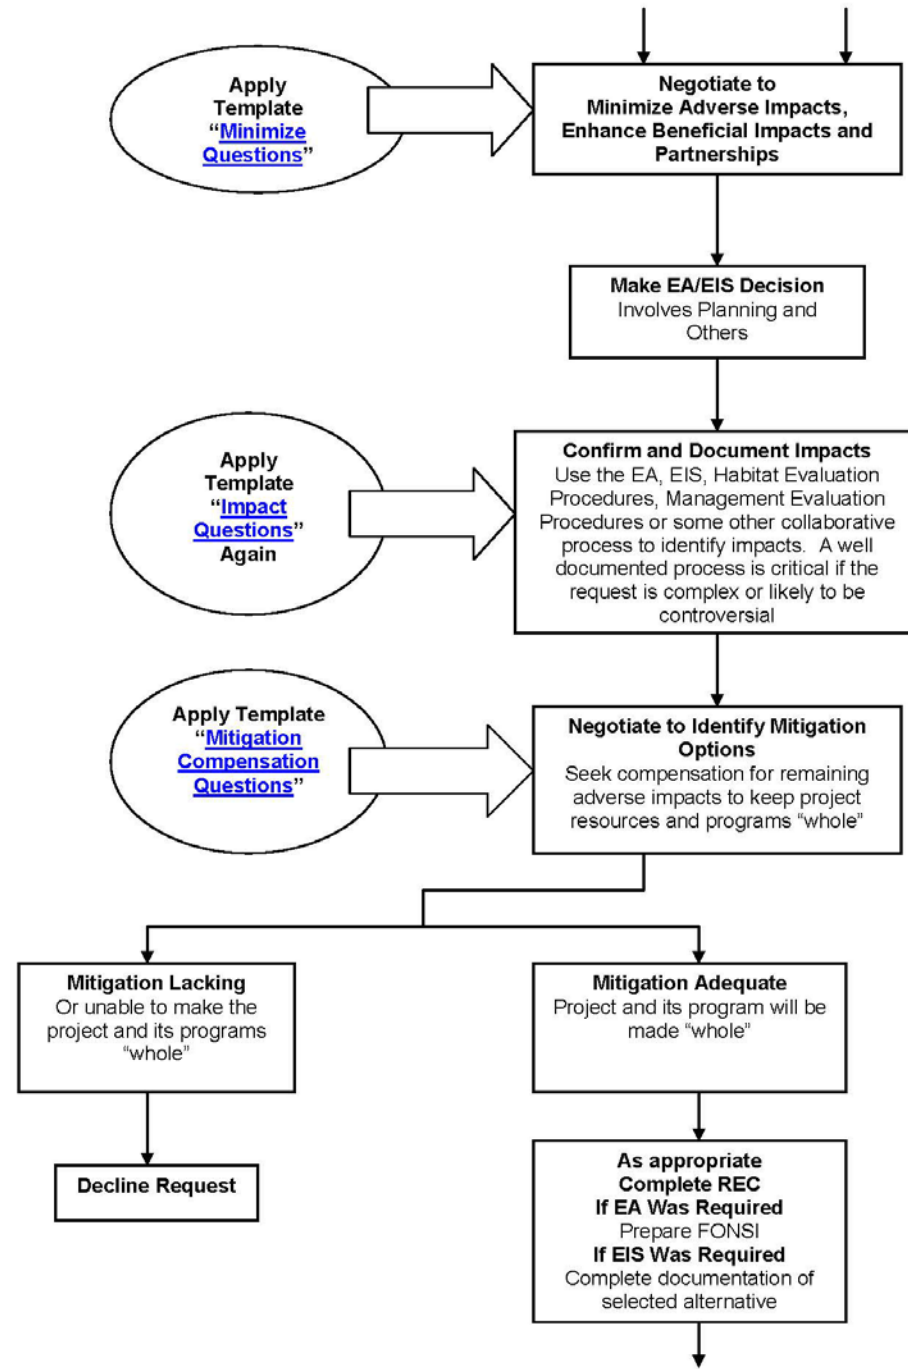 Apply
Template
“Minimize
Questions”
Negotiate to
Minimize Adverse Impacts,
Enhance Beneficial Impacts and
Partnerships
Make EA/EIS Decision
Involves Planning and
Others
Apply
Template
“Impact
Questions”
Again
Confirm and Document Impacts
Use the EA, EIS, Habitat Evaluation
Procedures, Management Evaluation
Procedures or some other collaborative
process to identify impacts. A well
documented process is critical if the
request is complex or likely to be
controversial
Apply Template
“Mitigation
Compensation
Questions”
Negotiate to Identify Mitigation
Options
Seek compensation for remaining
adverse impacts to keep project
resources and programs “whole”
Mitigation Lacking
Or unable to make the
project and its programs
“whole”
Mitigation Adequate
Project and its program will be
made “whole”
Decline Request
As appropriate
Complete REC
If EA Was Required
Prepare FONSI
If EIS Was Required
Complete documentation of
selected alternative